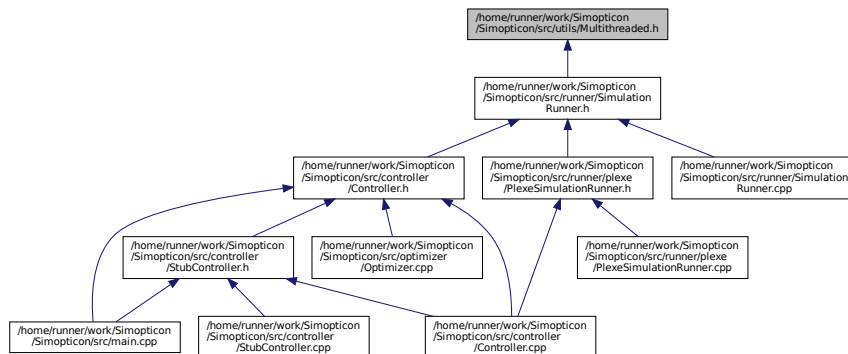 /home/runner/work/Simopticon
/Simopticon/src/utils/Multithreaded.h
/home/runner/work/Simopticon
/Simopticon/src/runner/Simulation
Runner.h
/home/runner/work/Simopticon
/Simopticon/src/controller
/Controller.h
/home/runner/work/Simopticon
/Simopticon/src/runner/plexe
/PlexeSimulationRunner.h
/home/runner/work/Simopticon
/Simopticon/src/runner/Simulation
Runner.cpp
/home/runner/work/Simopticon
/Simopticon/src/controller
/StubController.h
/home/runner/work/Simopticon
/Simopticon/src/optimizer
/Optimizer.cpp
/home/runner/work/Simopticon
/Simopticon/src/runner/plexe
/PlexeSimulationRunner.cpp
/home/runner/work/Simopticon
/Simopticon/src/main.cpp
/home/runner/work/Simopticon
/Simopticon/src/controller
/StubController.cpp
/home/runner/work/Simopticon
/Simopticon/src/controller
/Controller.cpp